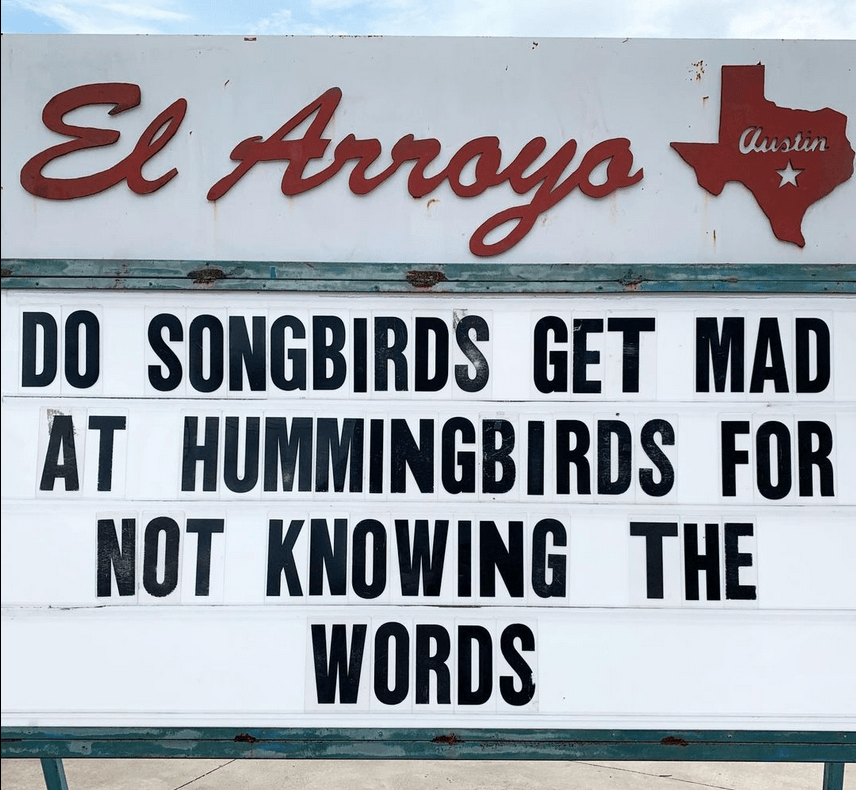 El Arroyo
Austin
DO SONGBIRDS GET MAD
AT HUMMINGBIRDS FOR
NOT KNOWING THE
WORDS